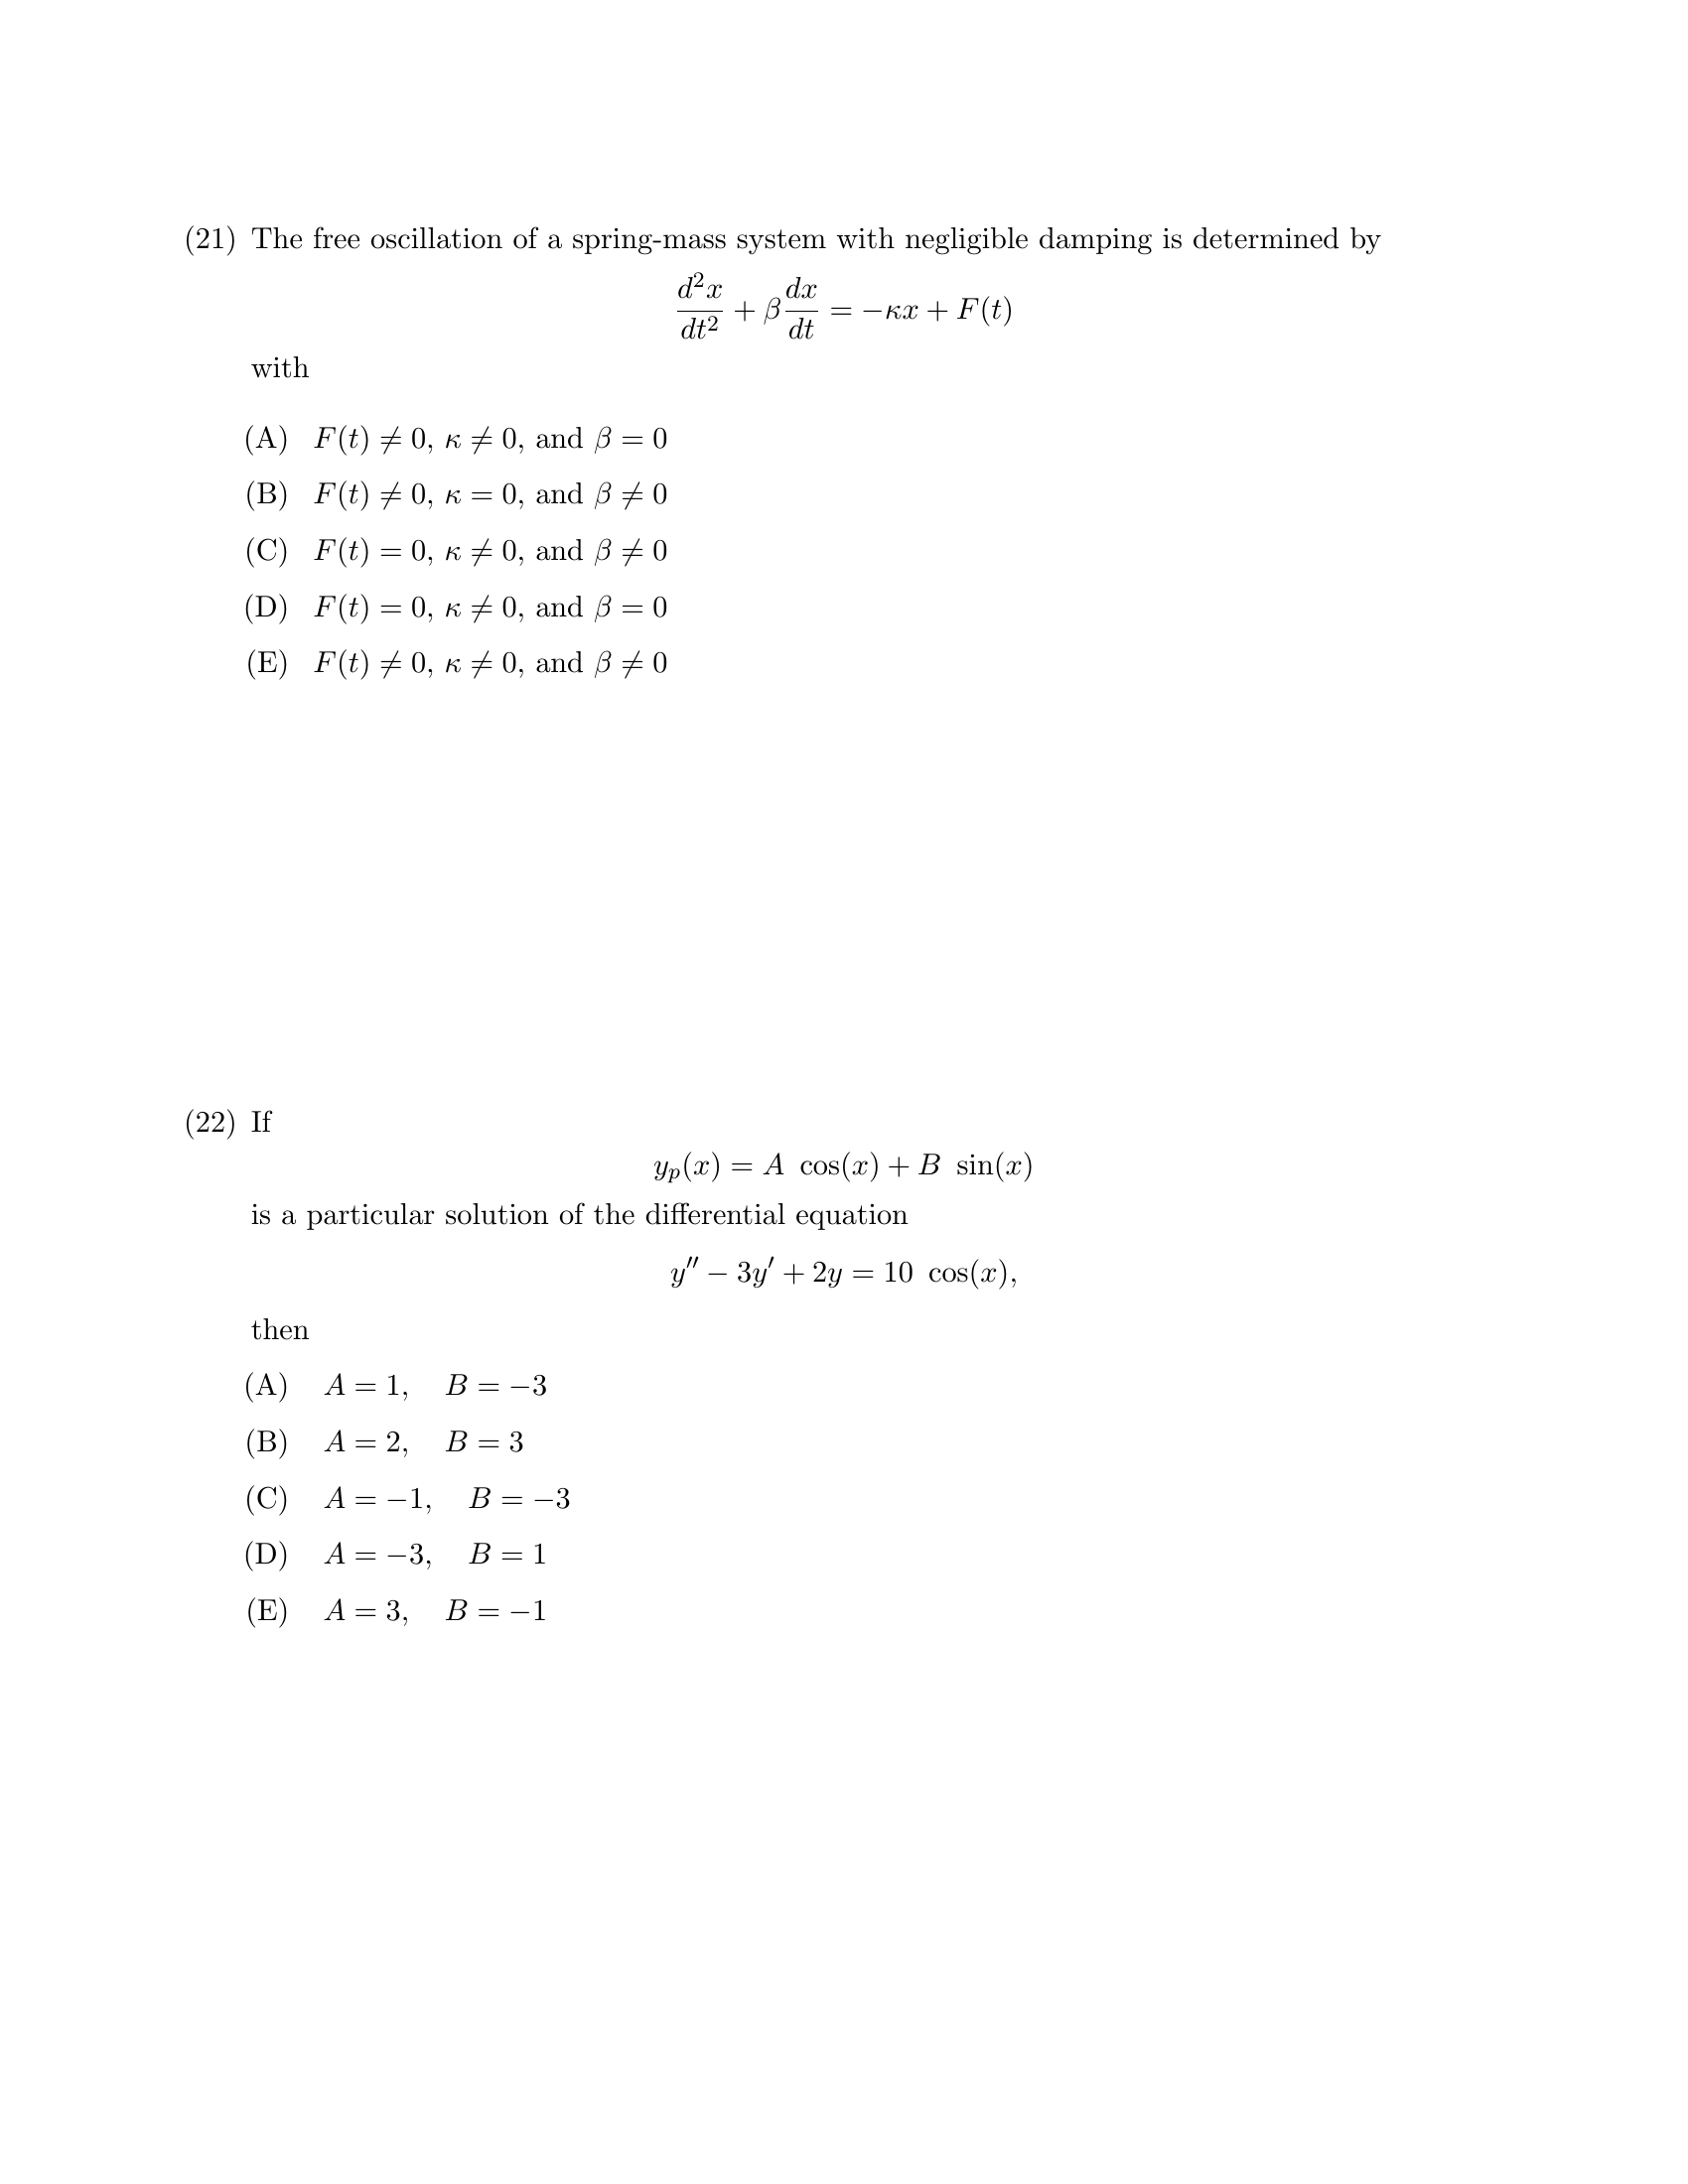 (21) The free oscillation of a spring-mass system with negligible damping is determined by
$$\frac{d^2x}{dt^2} + \beta\frac{dx}{dt} = -\kappa x + F(t)$$
with
(A) $F(t) \neq 0$, $\kappa \neq 0$, and $\beta = 0$
(B) $F(t) \neq 0$, $\kappa = 0$, and $\beta \neq 0$
(C) $F(t) = 0$, $\kappa \neq 0$, and $\beta \neq 0$
(D) $F(t) = 0$, $\kappa \neq 0$, and $\beta = 0$
(E) $F(t) \neq 0$, $\kappa \neq 0$, and $\beta \neq 0$
(22) If
$$y_p(x) = A\ \cos(x) + B\ \sin(x)$$
is a particular solution of the differential equation
$$y'' - 3y' + 2y = 10\ \cos(x),$$
then
(A) $A = 1, \quad B = -3$
(B) $A = 2, \quad B = 3$
(C) $A = -1, \quad B = -3$
(D) $A = -3, \quad B = 1$
(E) $A = 3, \quad B = -1$